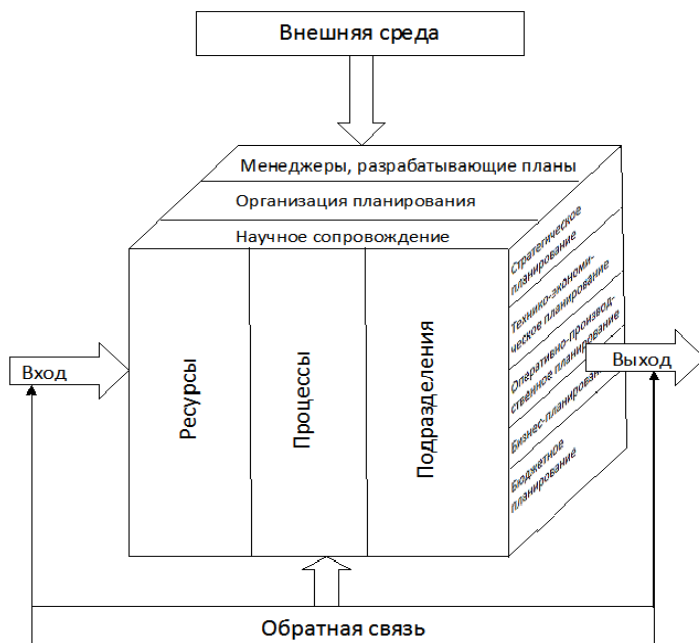 Внешняя среда
Менеджеры, разрабатывающие планы
Организация планирования
Научное сопровождение
Вход
Ресурсы
Процессы
Подразделения
Стратегическое
планирование
Технико-экономи-
ческое планирование
Оперативно-производ-
ственное планирование
Бизнес-планирование
Бюджетное
планирование
Выход
Обратная связь